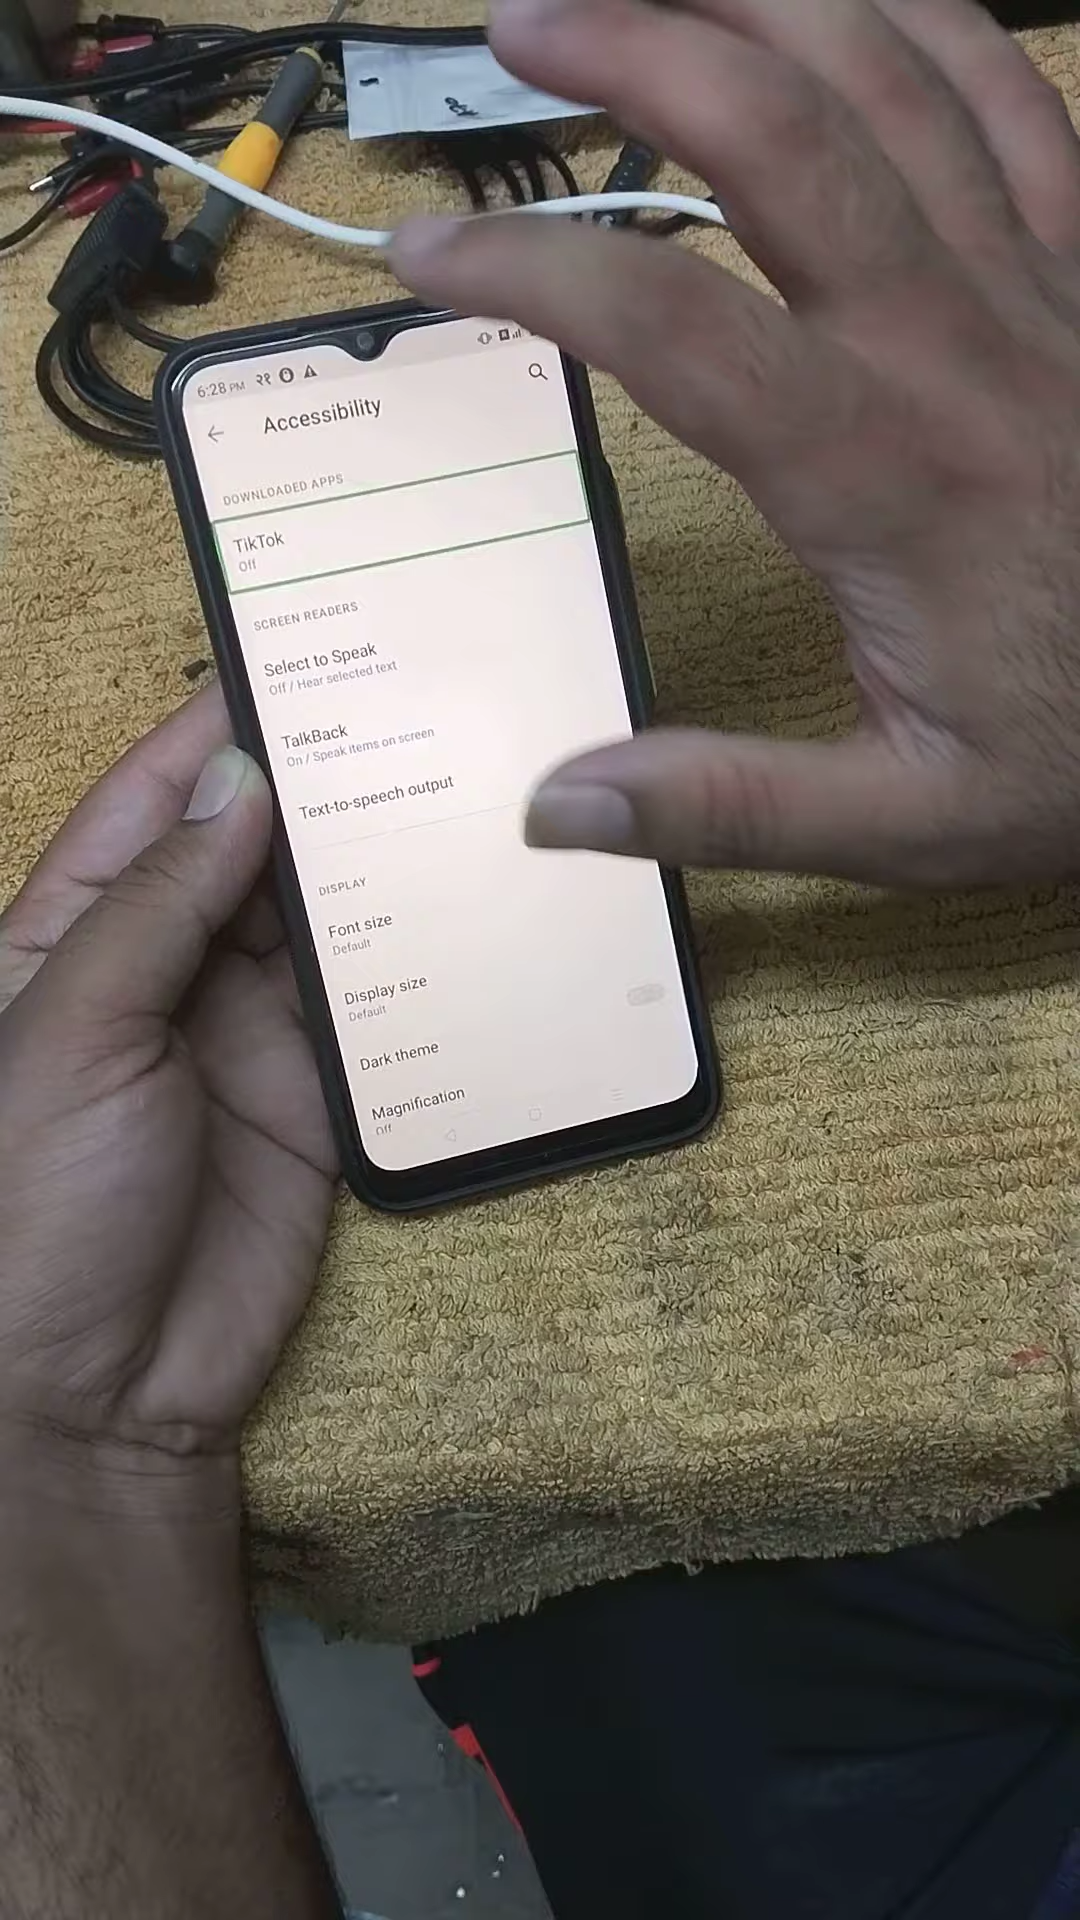 6:28 PM २१
Accessibility
DOWNLOADED APPS
TikTok
Off
SCREEN READERS
Select to Speak
Off / Hear selected text
TalkBack
On / Speak items on screen
Text-to-speech output
DISPLAY
Font size
Default
Display size
Default
Dark theme
Magnification
Off